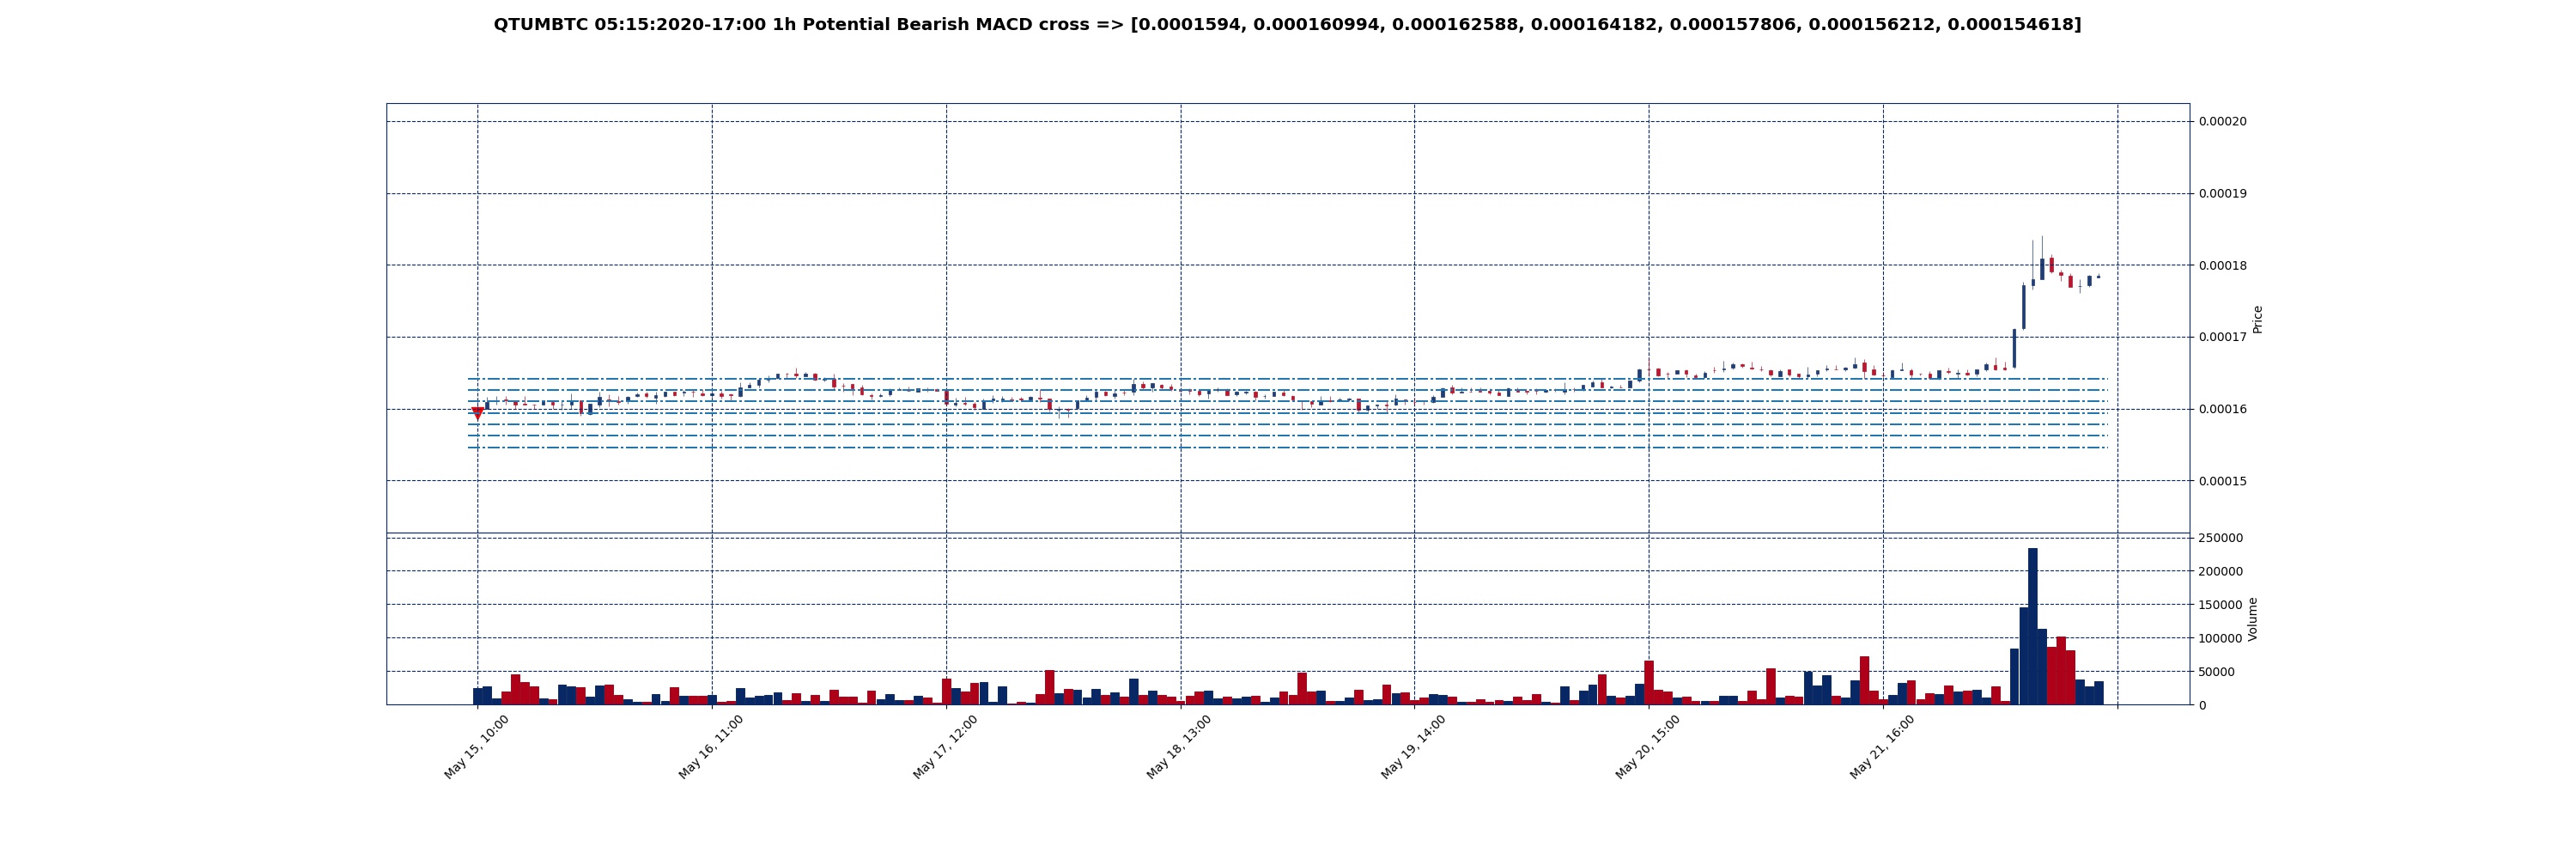 QTUMBTC 05:15:2020-17:00 1h Potential Bearish MACD cross => [0.0001594, 0.000160994, 0.000162588, 0.000164182, 0.000157806, 0.000156212, 0.000154618]
0.00020
0.00019
0.00018
0.00017
0.00016
0.00015
Price
250000
200000
150000
100000
50000
0
Volume
May 15, 10:00
May 16, 11:00
May 17, 12:00
May 18, 13:00
May 19, 14:00
May 20, 15:00
May 21, 16:00